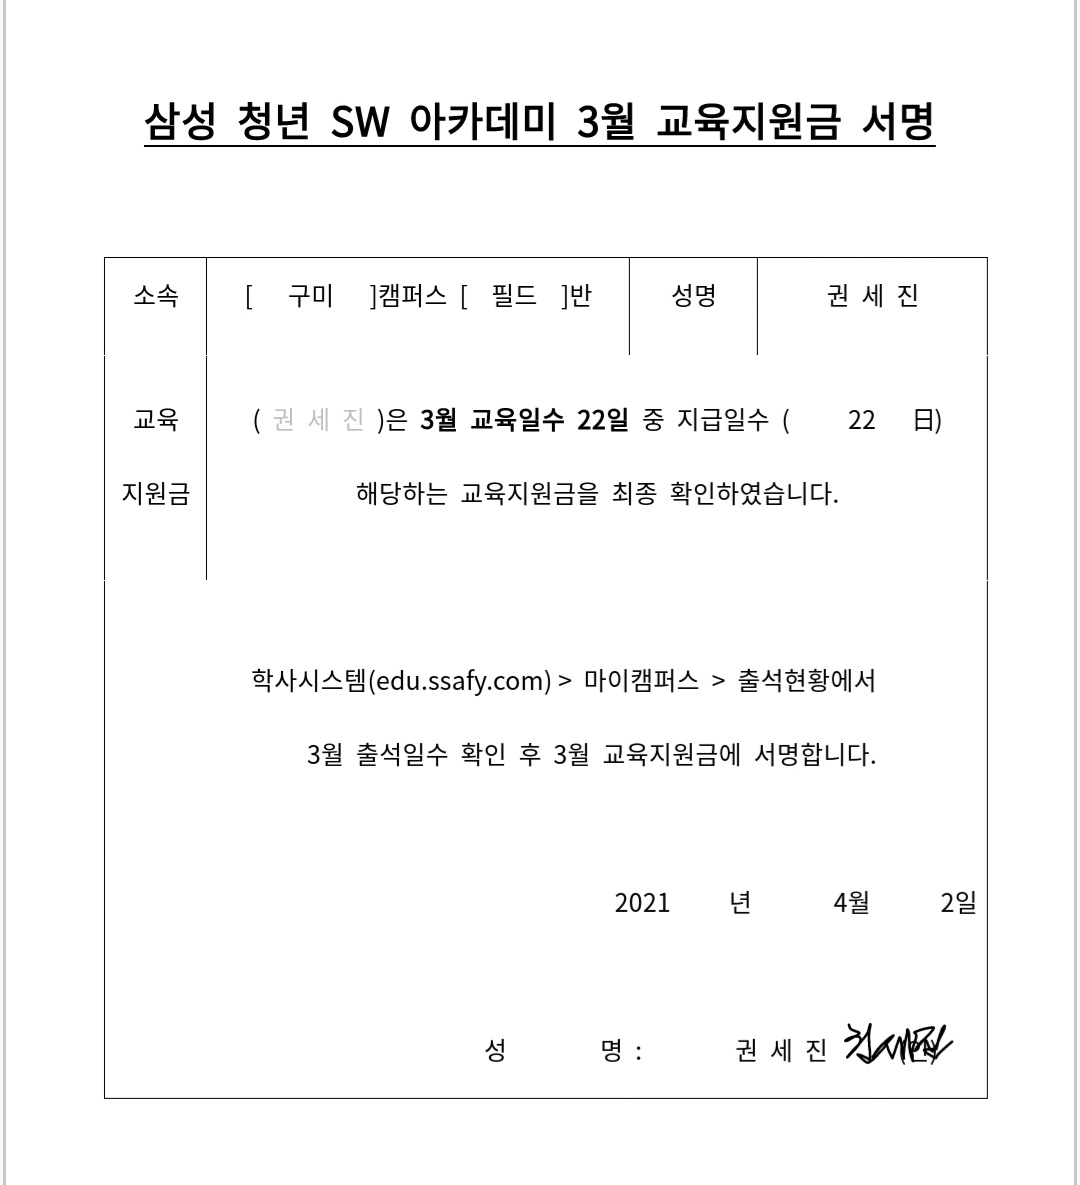 삼성 청년 SW 아카데미 3월 교육지원금 서명
소속 [ 구미 ]캠퍼스 [ 필드 ]반 성명 권 세 진
교육 ( 권 세 진 )은 3월 교육일수 22일 중 지급일수 ( 22 日)
지원금 해당하는 교육지원금을 최종 확인하였습니다.
학사시스템(edu.ssafy.com) > 마이캠퍼스 > 출석현황에서
3월 출석일수 확인 후 3월 교육지원금에 서명합니다.
2021 년 4월 2일
성 명 : 권 세 진 (인)